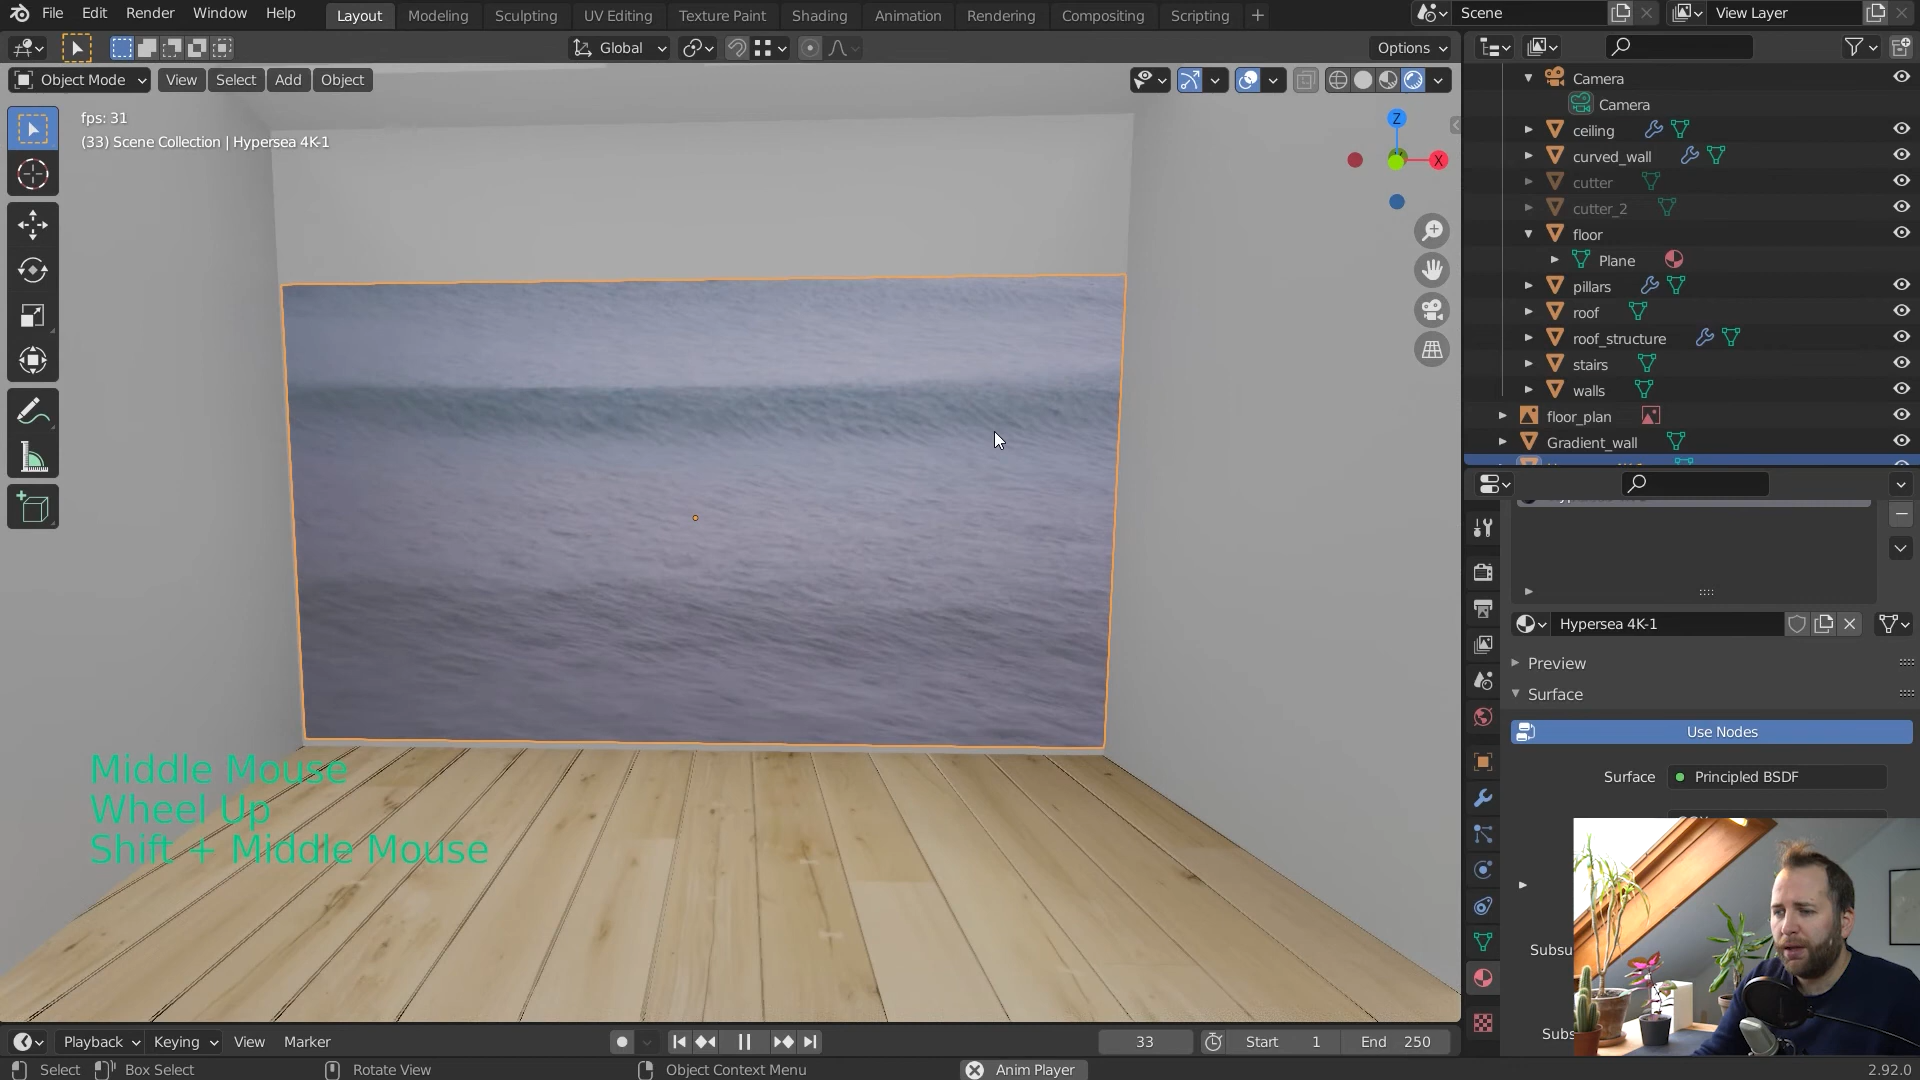 File Edit Render Window Help Layout Modeling Sculpting UV Editing Texture Paint Shading Animation Rendering Compositing Scripting + Scene View Layer
Global Options
Object Mode View Select Add Object
fps: 31
(33) Scene Collection | Hypersea 4K-1
Z
X
Camera
Camera
ceiling
curved_wall
cutter
cutter_2
floor
Plane
pillars
roof
roof_structure
stairs
walls
floor_plan
Gradient_wall
Hypersea 4K-1
Preview
Surface
Use Nodes
Surface Principled BSDF
Middle Mouse
Wheel Up
Shift + Middle Mouse
Playback Keying View Marker 33 Start 1 End 250
Select Box Select Rotate View Object Context Menu Anim Player 2.92.0